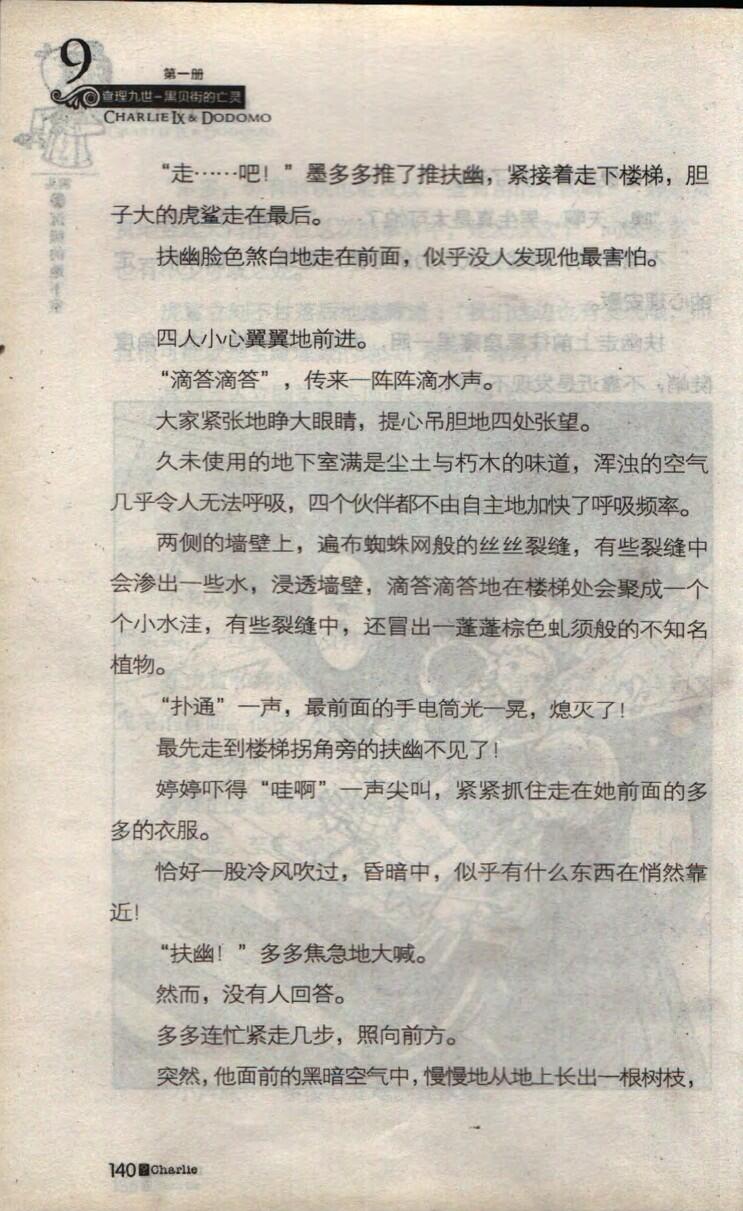 9
第一册
查理九世-黑贝街的亡灵
CHARLIE IX & DODOMO
“走……吧！”墨多多推了推扶幽，紧接着走下楼梯，胆
子大的虎鲨走在最后。
扶幽脸色煞白地走在前面，似乎没人发现他最害怕。
四人小心翼翼地前进。
“滴答滴答”，传来一阵阵滴水声。
大家紧张地睁大眼睛，提心吊胆地四处张望。
久未使用的地下室满是尘土与朽木的味道，浑浊的空气
几乎令人无法呼吸，四个伙伴都不由自主地加快了呼吸频率。
两侧的墙壁上，遍布蜘蛛网般的丝丝裂缝，有些裂缝中
会渗出一些水，浸透墙壁，滴答滴答地在楼梯处会聚成一个
个小水洼，有些裂缝中，还冒出一蓬蓬棕色虬须般的不知名
植物。
“扑通”一声，最前面的手电筒光一晃，熄灭了！
最先走到楼梯拐角旁的扶幽不见了！
婷婷吓得“哇啊”一声尖叫，紧紧抓住走在她前面的多
多的衣服。
恰好一股冷风吹过，昏暗中，似乎有什么东西在悄然靠
近！
“扶幽！”多多焦急地大喊。
然而，没有人回答。
多多连忙紧走几步，照向前方。
突然，他面前的黑暗空气中，慢慢地从地上长出一根树枝，
140 Charlie